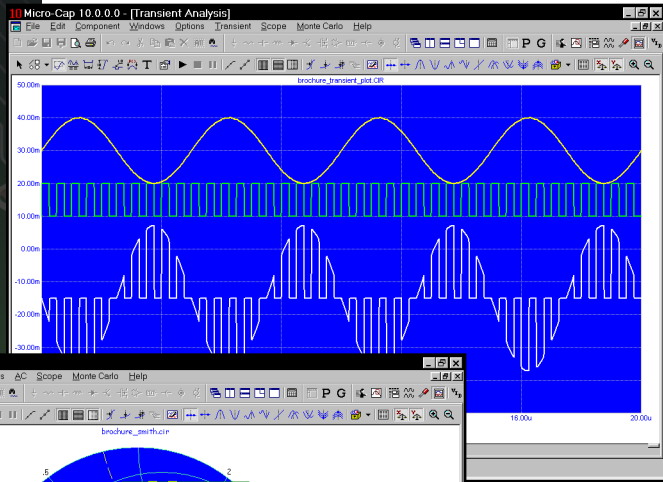 10 Micro-Cap 10.0.0.0 - [Transient Analysis]
File Edit Component Windows Options Transient Scope Monte Carlo Help
T P G
brochure_transient_plot.CIR
50.00m
40.00m
30.00m
20.00m
10.00m
0.00m
-10.00m
-20.00m
-30.00m
16.00u 20.00u
s AC Scope Monte Carlo Help
P G
brochure_smith.cir
.5 2